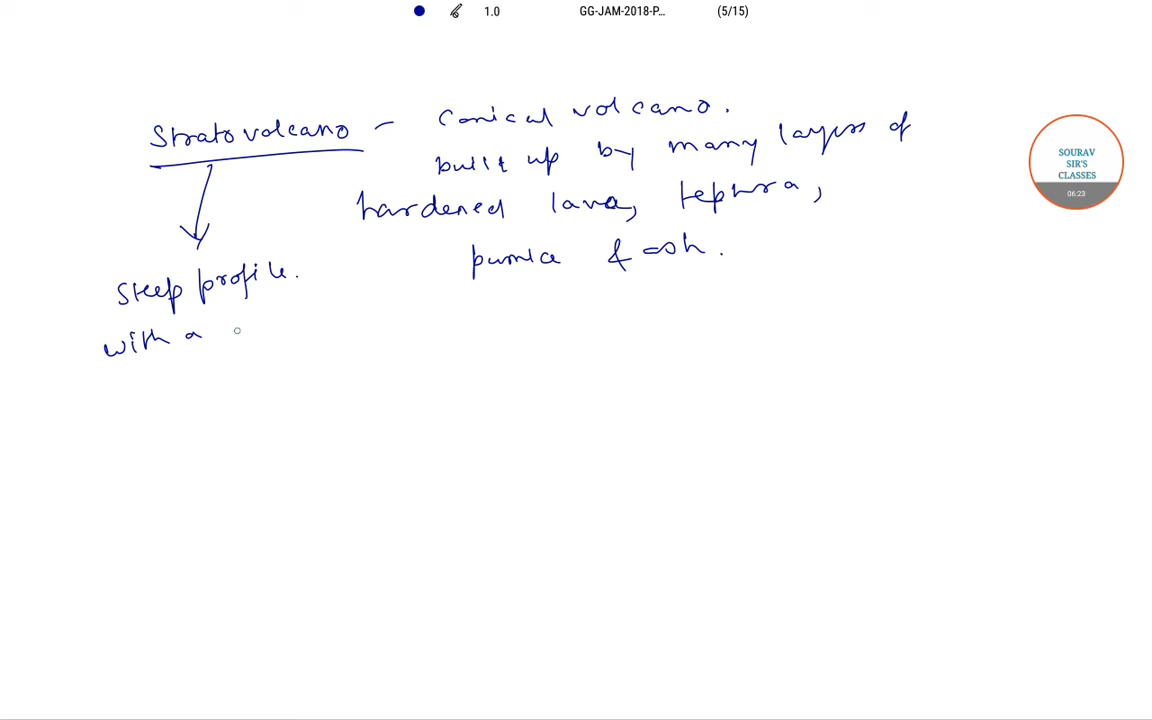 1.0 GG-JAM-2018-P... (5/15)
Stratovolcano - Conical volcano.
built up by many layers of
hardened lava, tephra,
pumice & ash.
Steep profile.
with a
SOURAV
SIR'S
CLASSES
06:23